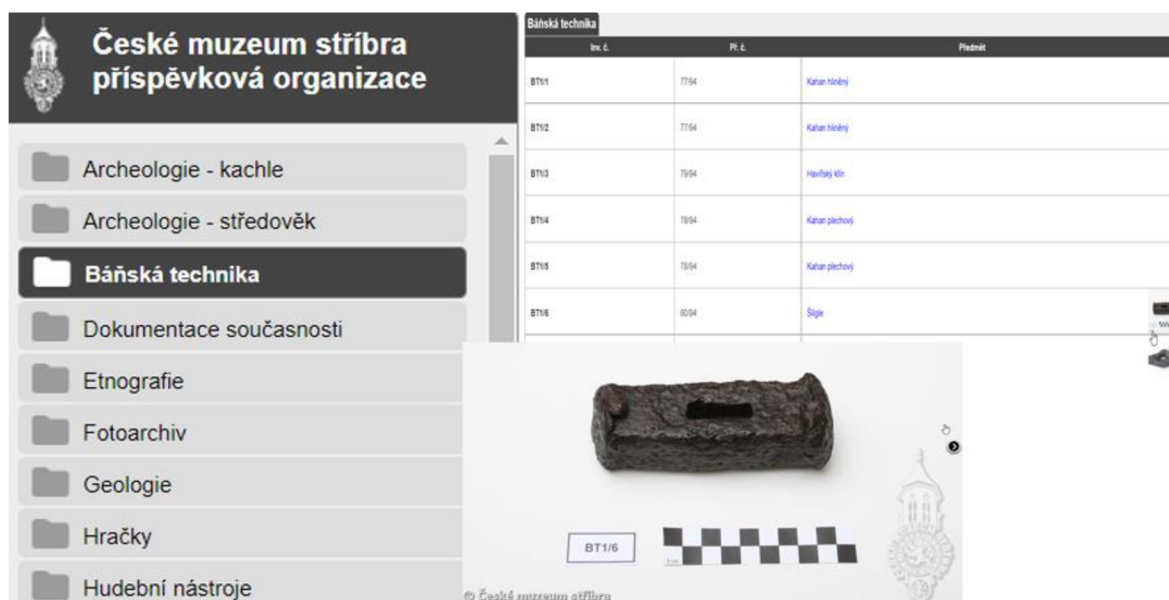 České muzeum stříbra
příspěvková organizace
Archeologie - kachle
Archeologie - středověk
Báňská technika
Dokumentace současnosti
Etnografie
Fotoarchiv
Geologie
Hračky
Hudební nástroje
Báňská technika
Inv. č. Př. č. Předmět
BT1/1 77/94 Kahan hliněný
BT1/2 77/94 Kahan hliněný
BT1/3 79/94 Havířský klín
BT1/4 78/94 Kahan plechový
BT1/5 78/94 Kahan plechový
BT1/6 80/94
BT1/6
© České muzeum stříbra